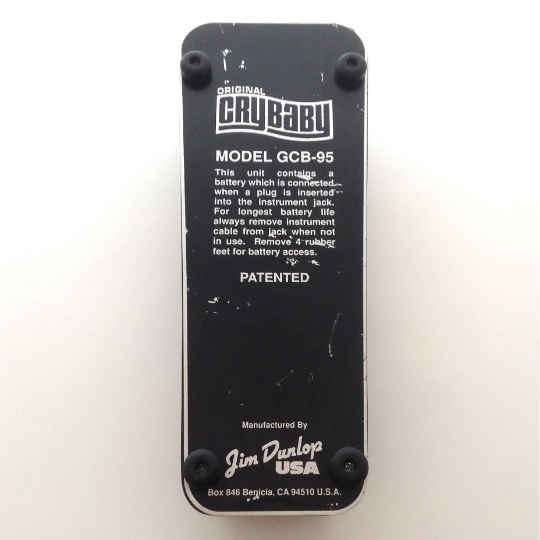 ORIGINAL
CRYBABY
MODEL GCB-95
This unit contains a
battery which is connected
when a plug is inserted
into the instrument jack.
For longest battery life
always remove instrument
cable from jack when not
in use. Remove 4 rubber
feet for battery access.
PATENTED
Manufactured By
Jim Dunlop
USA
Box 846 Benicia, CA 94510 U.S.A.